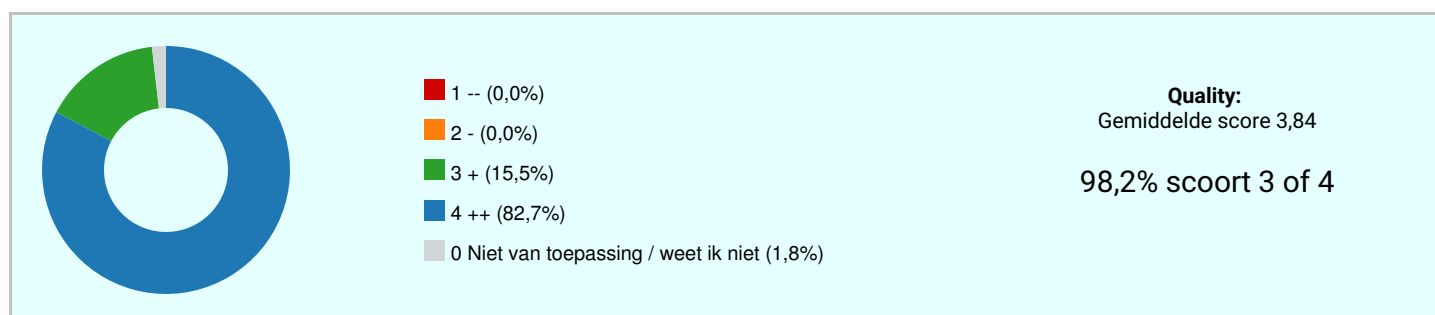 1 -- (0,0%)
2 - (0,0%)
3 + (15,5%)
4 ++ (82,7%)
0 Niet van toepassing / weet ik niet (1,8%)
Quality:
Gemiddelde score 3,84
98,2% scoort 3 of 4